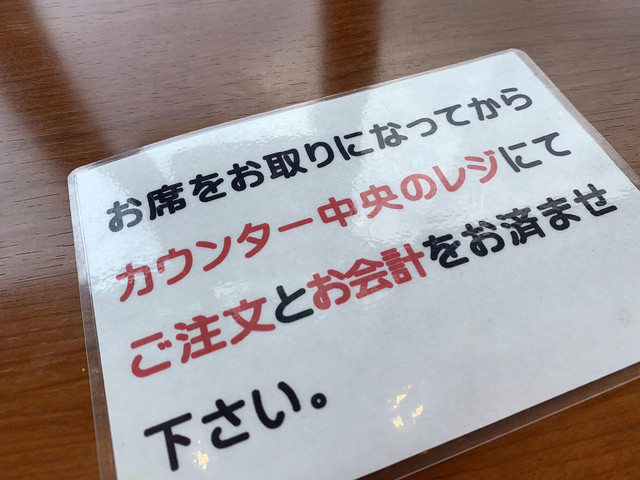 お席をお取りになってから
カウンター中央のレジにて
ご注文とお会計をお済ませ
下さい。